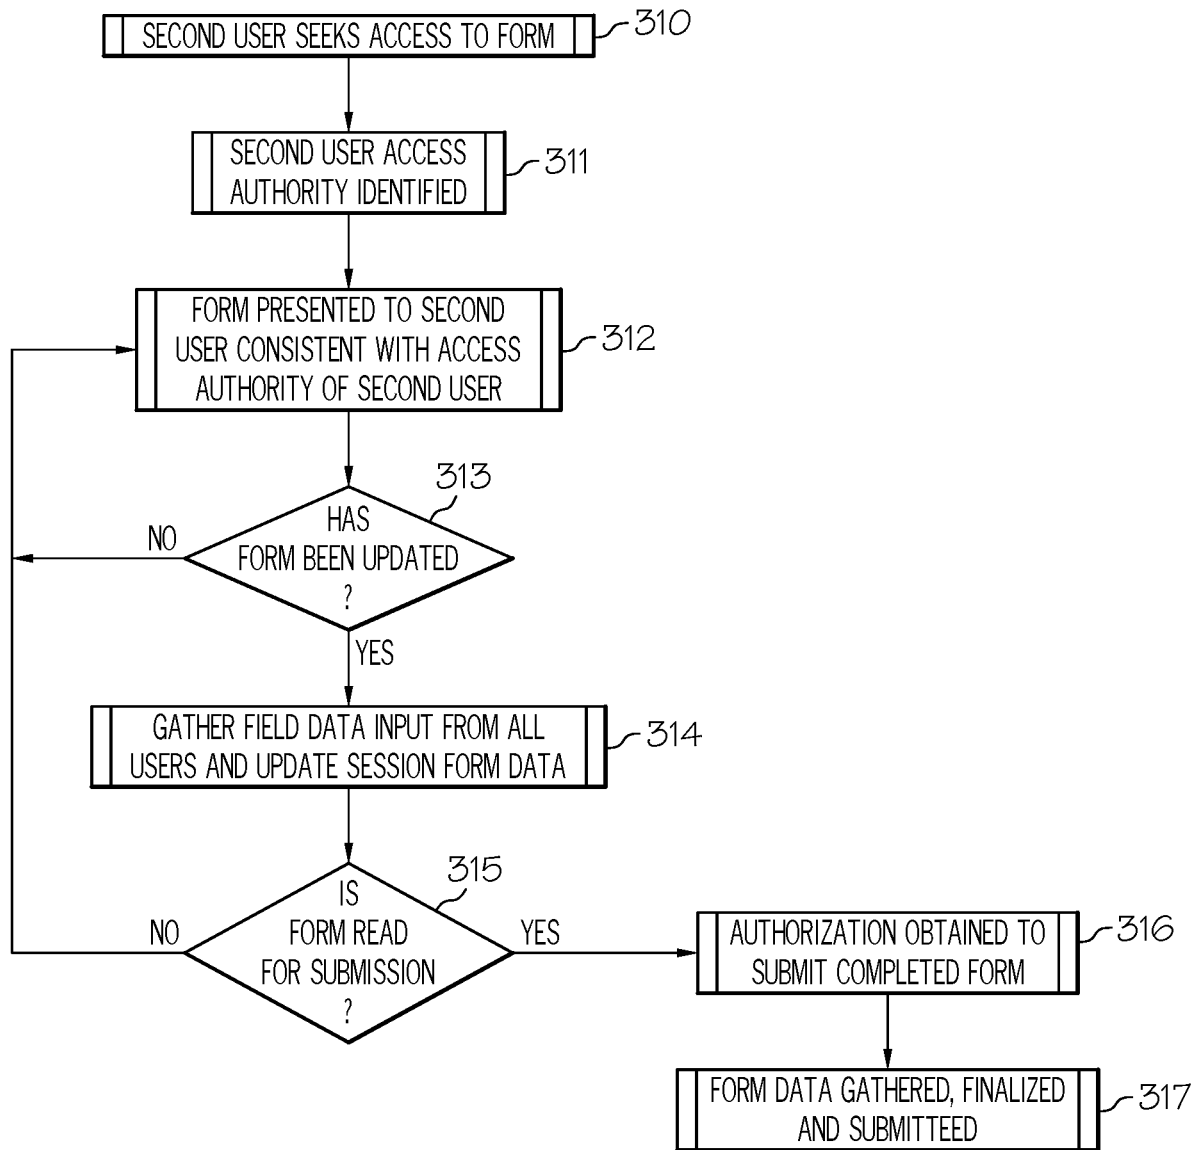 SECOND USER SEEKS ACCESS TO FORM
310
SECOND USER ACCESS
AUTHORITY IDENTIFIED
311
FORM PRESENTED TO SECOND
USER CONSISTENT WITH ACCESS
AUTHORITY OF SECOND USER
312
313
HAS
FORM BEEN UPDATED
?
NO
YES
GATHER FIELD DATA INPUT FROM ALL
USERS AND UPDATE SESSION FORM DATA
314
315
IS
FORM READ
FOR SUBMISSION
?
NO
YES
AUTHORIZATION OBTAINED TO
SUBMIT COMPLETED FORM
316
FORM DATA GATHERED, FINALIZED
AND SUBMITTEED
317